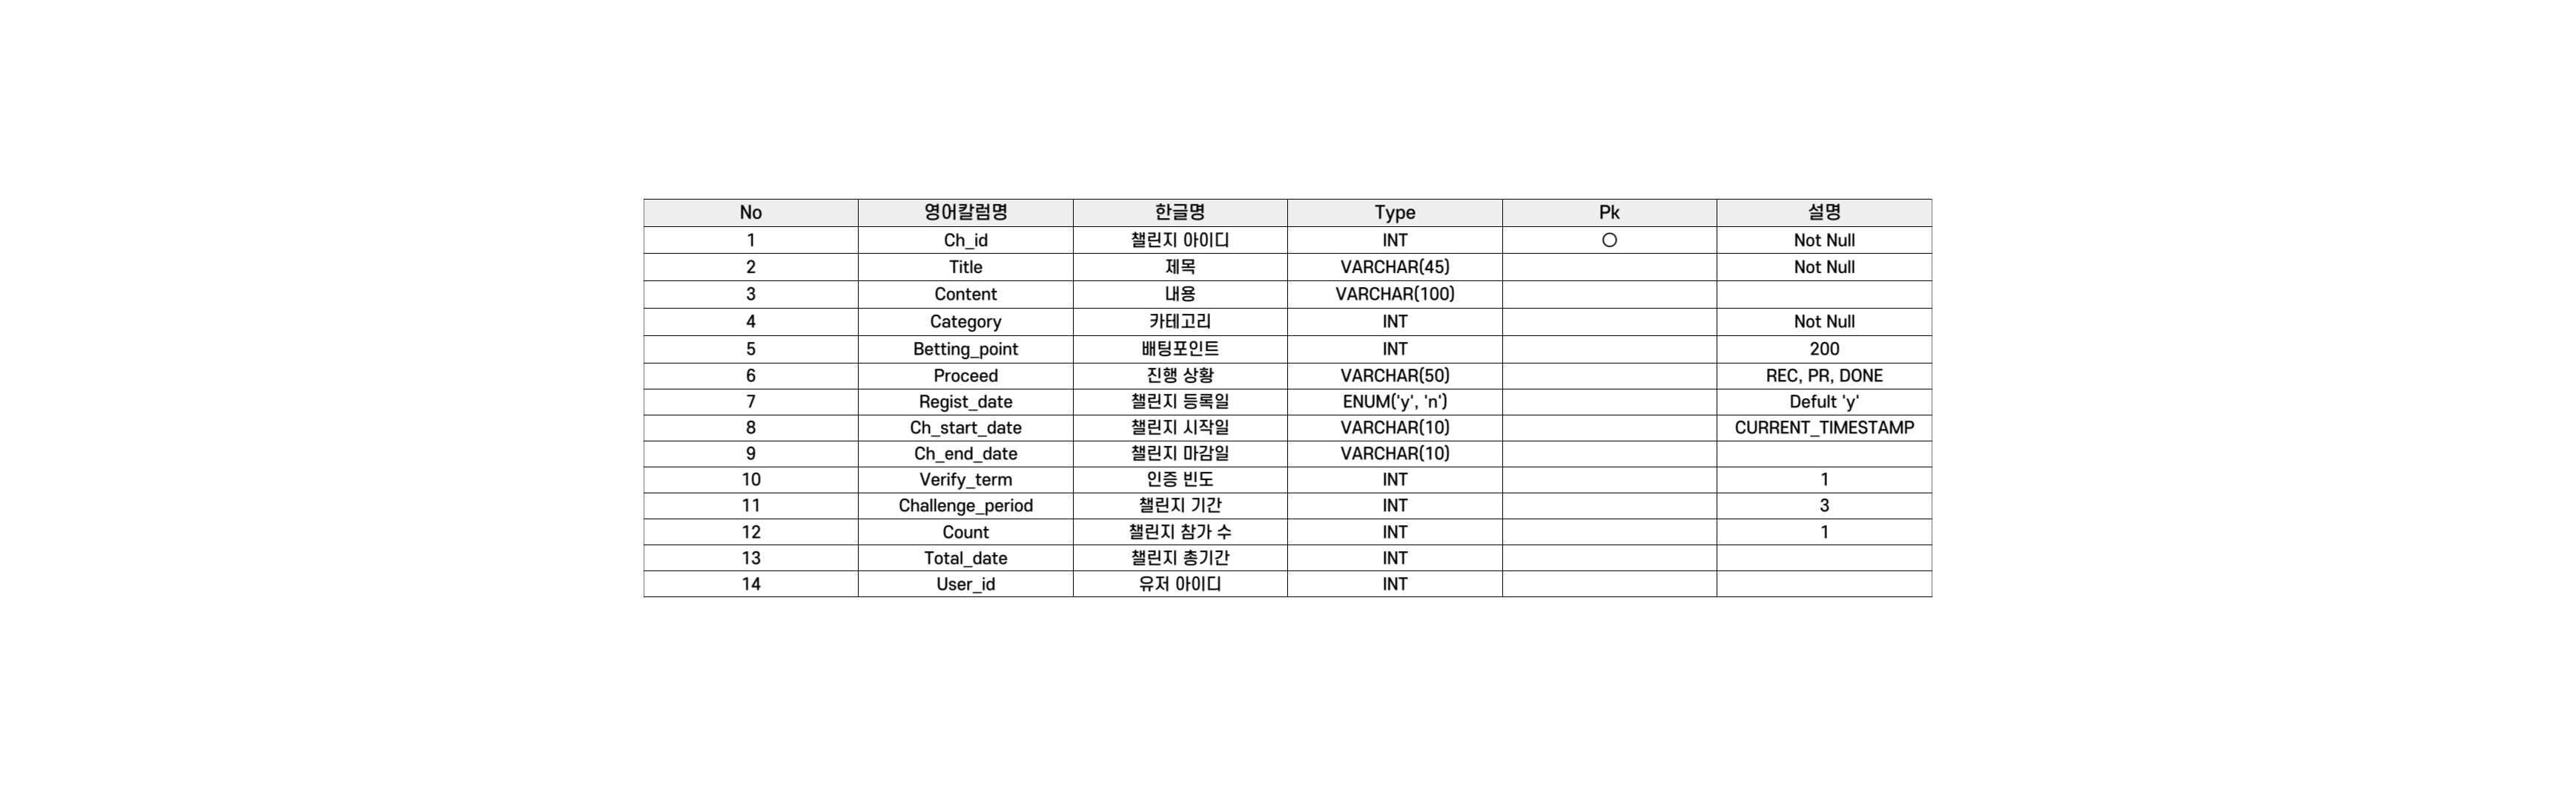 No 영어칼럼명 한글명 Type Pk 설명
1 Ch_id 챌린지 아이디 INT ○ Not Null
2 Title 제목 VARCHAR(45) Not Null
3 Content 내용 VARCHAR(100)
4 Category 카테고리 INT Not Null
5 Betting_point 배팅포인트 INT 200
6 Proceed 진행 상황 VARCHAR(50) REC, PR, DONE
7 Regist_date 챌린지 등록일 ENUM('y', 'n') Defult 'y'
8 Ch_start_date 챌린지 시작일 VARCHAR(10) CURRENT_TIMESTAMP
9 Ch_end_date 챌린지 마감일 VARCHAR(10)
10 Verify_term 인증 빈도 INT 1
11 Challenge_period 챌린지 기간 INT 3
12 Count 챌린지 참가 수 INT 1
13 Total_date 챌린지 총기간 INT
14 User_id 유저 아이디 INT